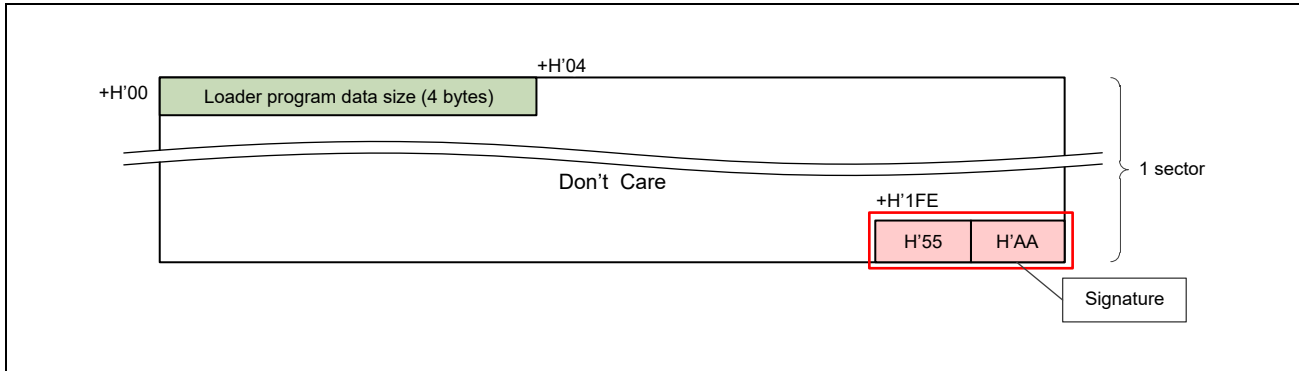 +H’04
+H’00
Loader program data size (4 bytes)
1 sector
Don’t Care
+H’1FE
H’55 H’AA
Signature